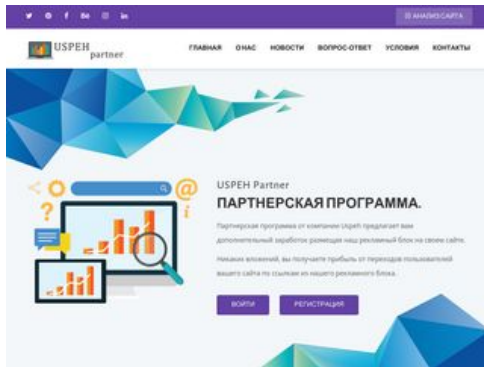 АНАЛИЗ САЙТА
USPEH
partner
ГЛАВНАЯ О НАС НОВОСТИ ВОПРОС-ОТВЕТ УСЛОВИЯ КОНТАКТЫ
USPEH Partner
ПАРТНЕРСКАЯ ПРОГРАММА.
Партнерская программа от компании Uspeh предлагает вам
дополнительный заработок размещая наш рекламный блок на своем сайте.
Никаких вложений, вы получаете прибыль от переходов пользователей
вашего сайта по ссылкам из нашего рекламного блока.
ВОЙТИ РЕГИСТРАЦИЯ